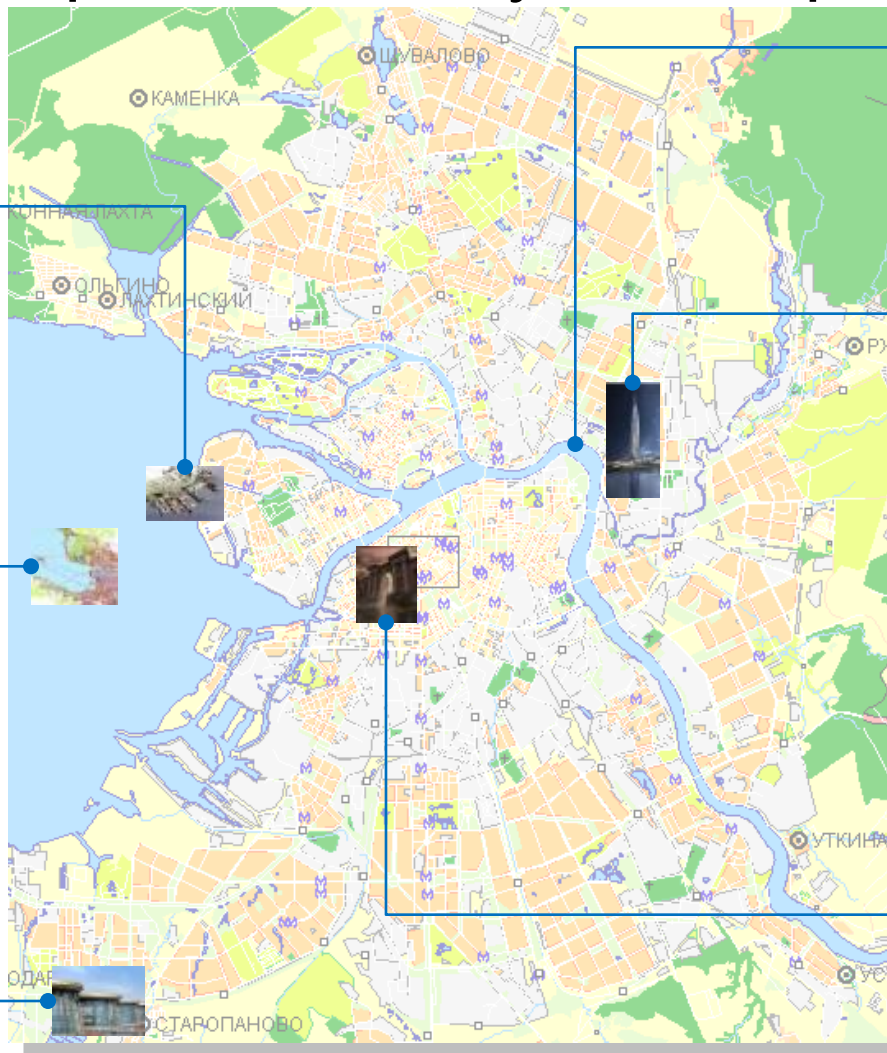 ШУВАЛОВО
КАМЕНКА
КОННАЯ ЛАХТА
ОЛЬГИНО
ЛАХТИНСКИЙ
УТКИНА
СТАРОПАНОВО